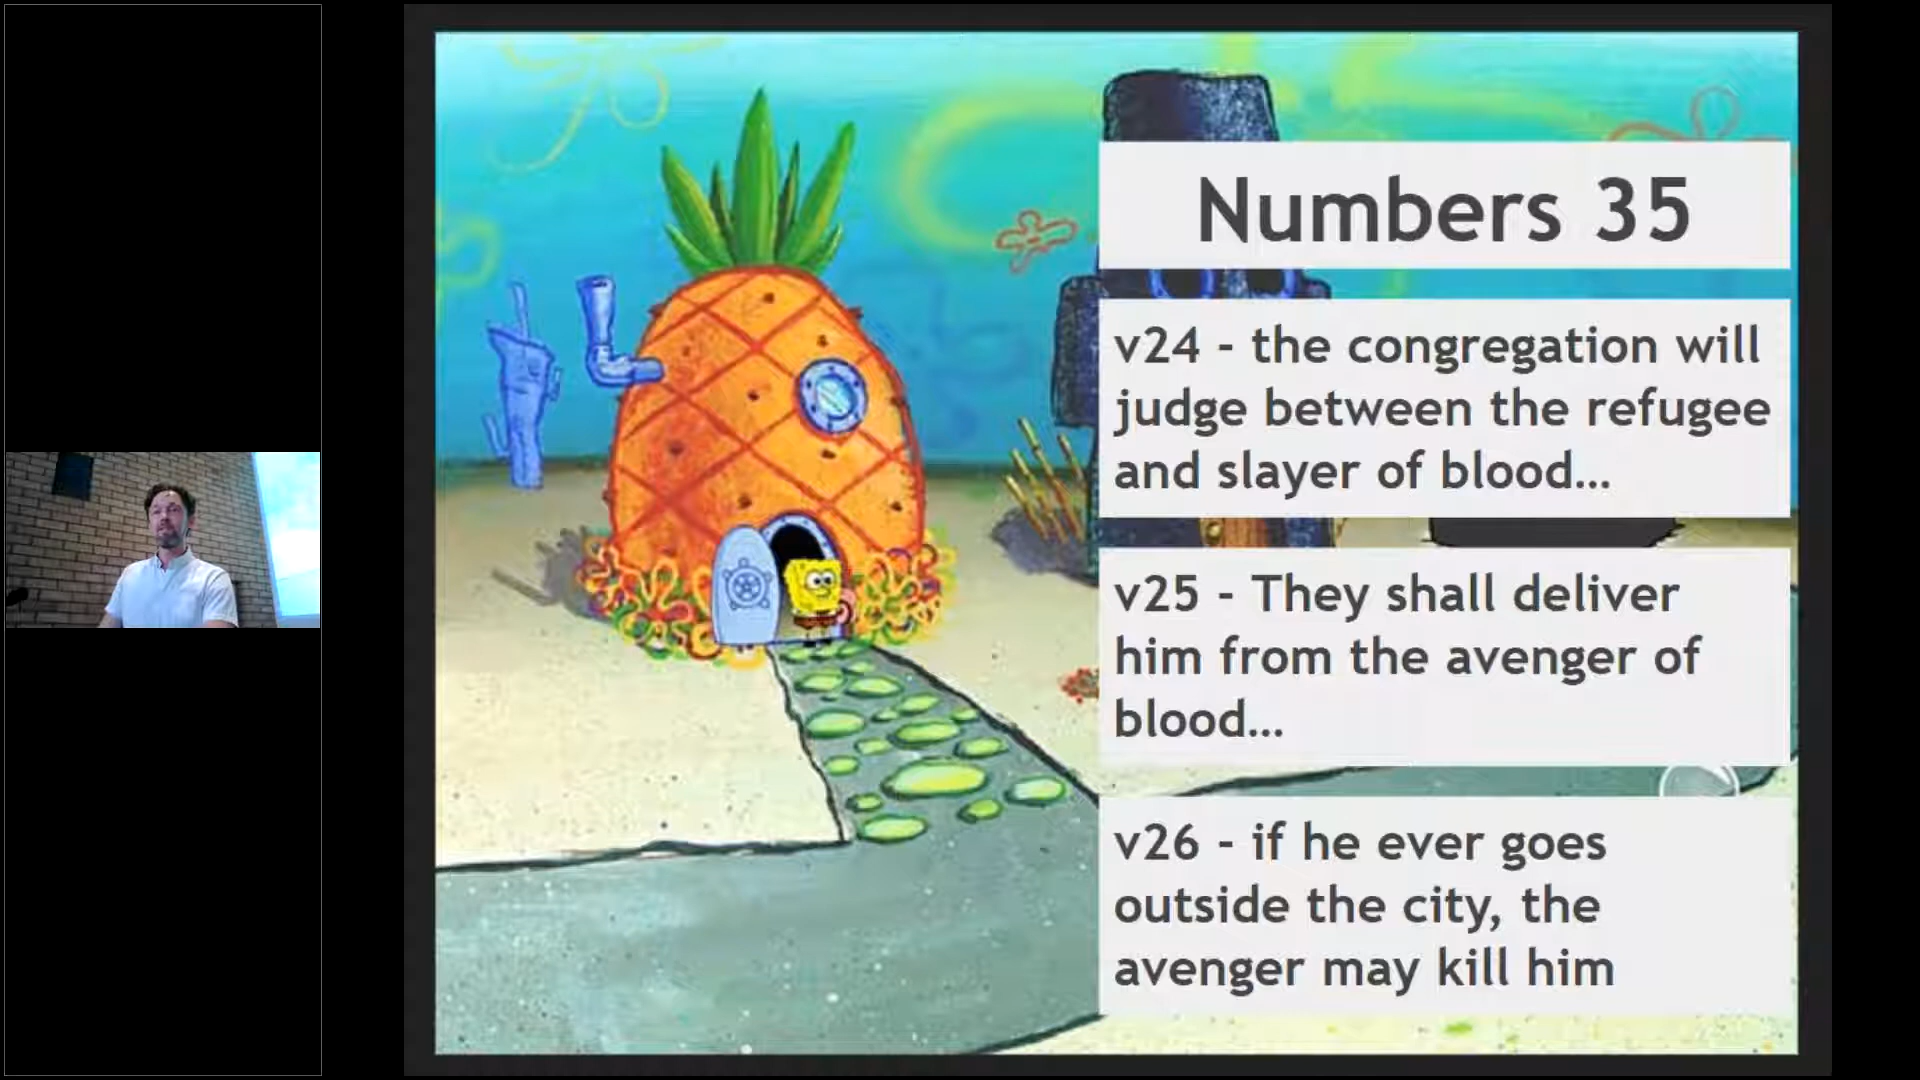 Numbers 35
v24 - the congregation will
judge between the refugee
and slayer of blood...
v25 - They shall deliver
him from the avenger of
blood...
v26 - if he ever goes
outside the city, the
avenger may kill him